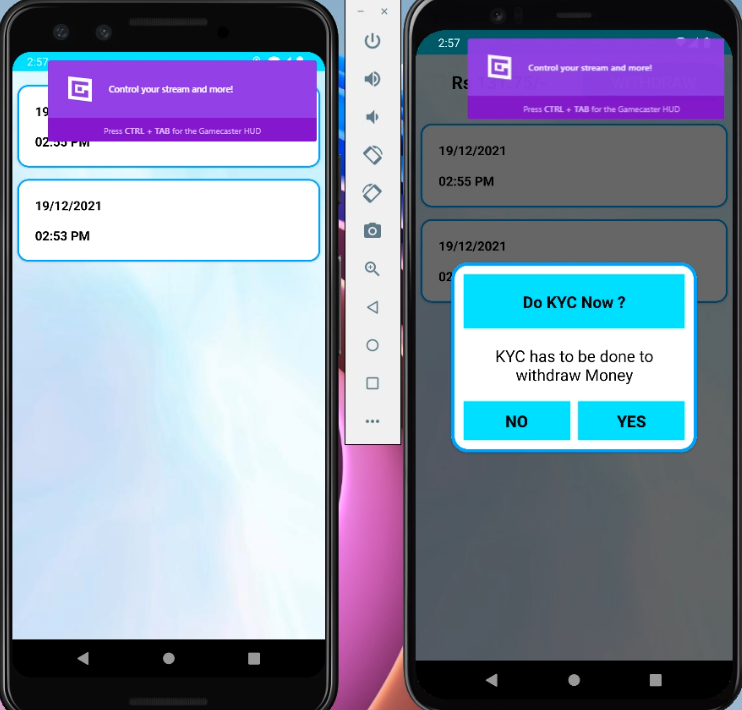 2:57
Control your stream and more!
Press CTRL + TAB for the Gamecaster HUD
19
02:55 PM
19/12/2021
02:53 PM
2:57
Control your stream and more!
Press CTRL + TAB for the Gamecaster HUD
Rs
19/12/2021
02:55 PM
19/12/2021
02
Do KYC Now ?
KYC has to be done to
withdraw Money
NO
YES